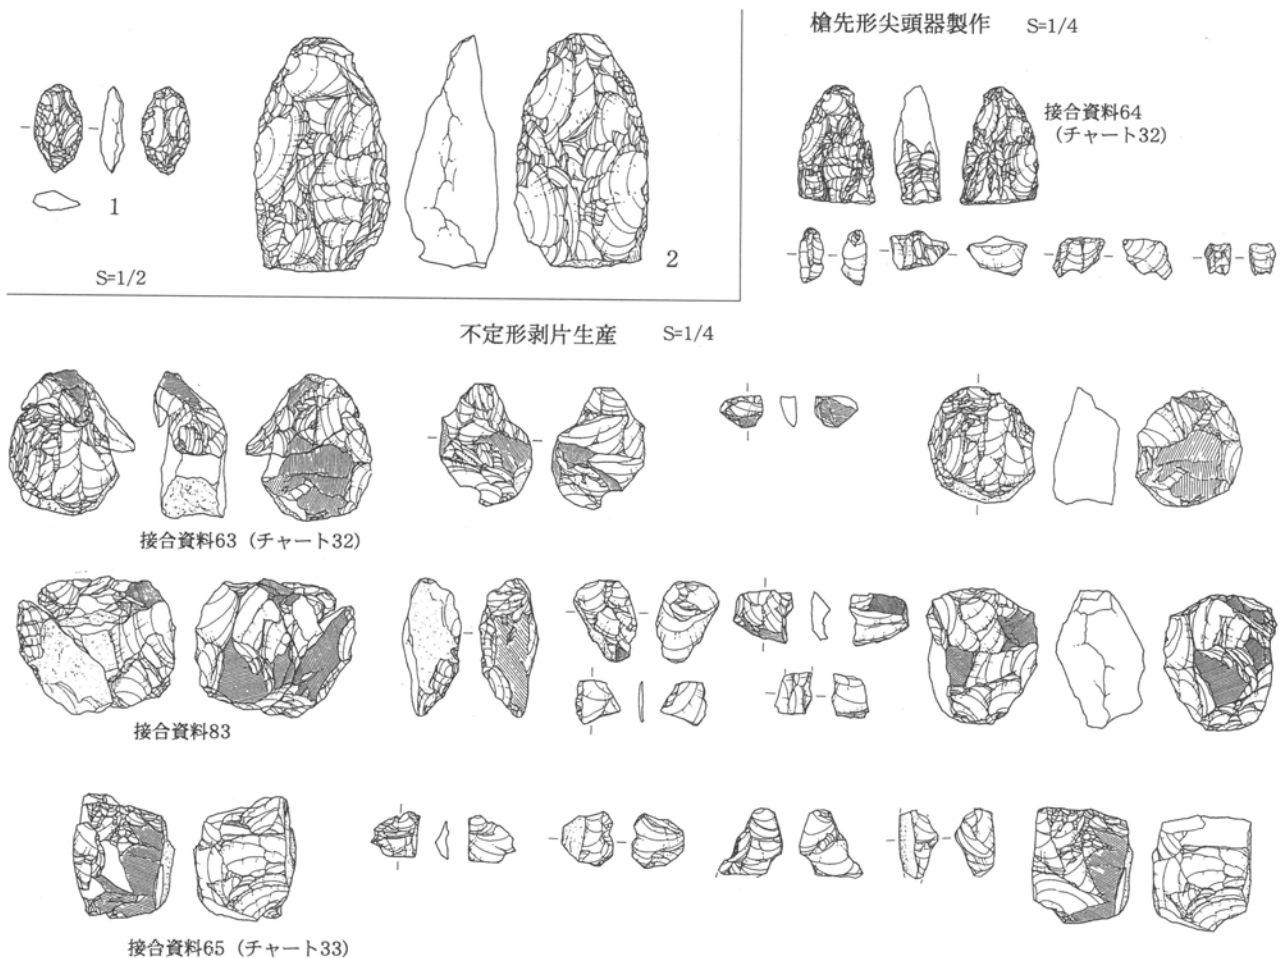 1
2
S=1/2
槍先形尖頭器製作 S=1/4
接合資料64
(チャート32)
不定形剥片生産 S=1/4
接合資料63 (チャート32)
接合資料83
接合資料65 (チャート33)